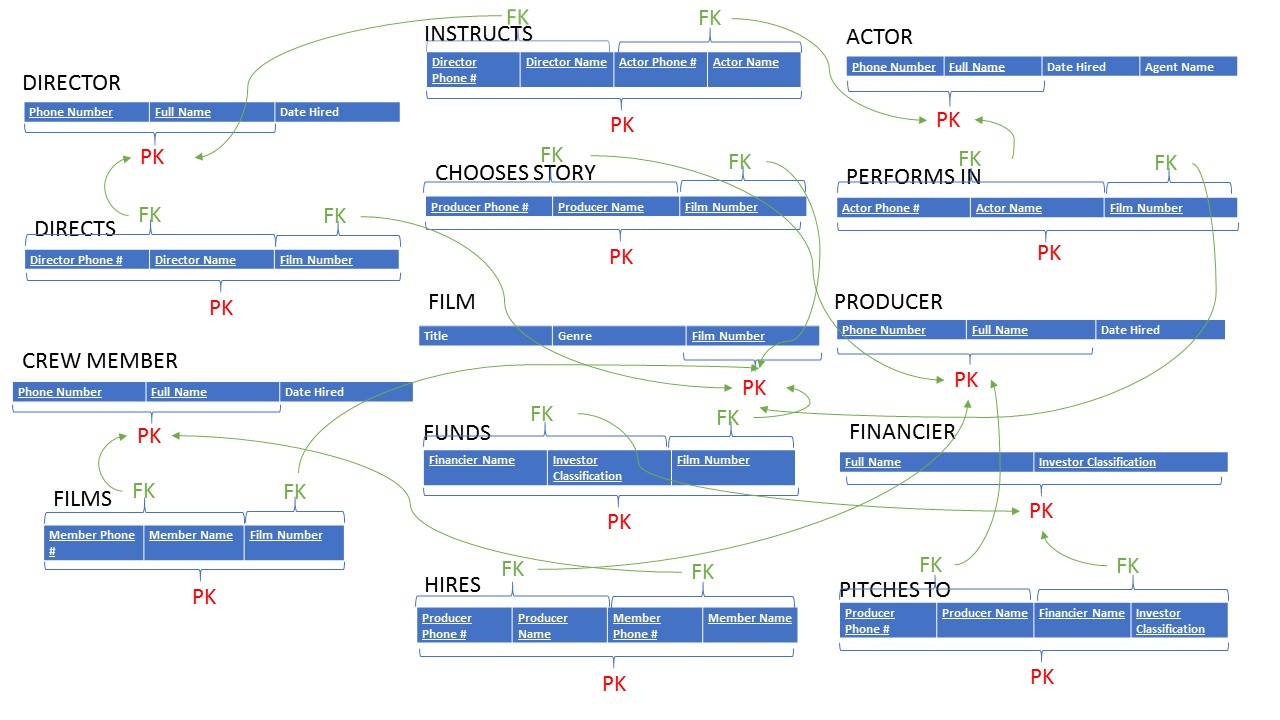 FK
FK
INSTRUCTS
Director Phone #
Director Name
Actor Phone #
Actor Name
PK
ACTOR
Phone Number
Full Name
Date Hired
Agent Name
PK
DIRECTOR
Phone Number
Full Name
Date Hired
PK
FK
FK
CHOOSES STORY
Producer Phone #
Producer Name
Film Number
PK
FK
FK
PERFORMS IN
Actor Phone #
Actor Name
Film Number
PK
FK
FK
DIRECTS
Director Phone #
Director Name
Film Number
PK
FILM
Title
Genre
Film Number
PK
PRODUCER
Phone Number
Full Name
Date Hired
PK
CREW MEMBER
Phone Number
Full Name
Date Hired
PK
FK
FK
FUNDS
Financier Name
Investor
Classification
Film Number
PK
FINANCIER
Full Name
Investor Classification
PK
FK
FK
FILMS
Member Phone
#
Member Name
Film Number
PK
FK
FK
HIRES
Producer
Phone #
Producer
Name
Member
Phone #
Member Name
PK
FK
FK
PITCHES TO
Producer
Phone #
Producer Name
Financier Name
Investor
Classification
PK